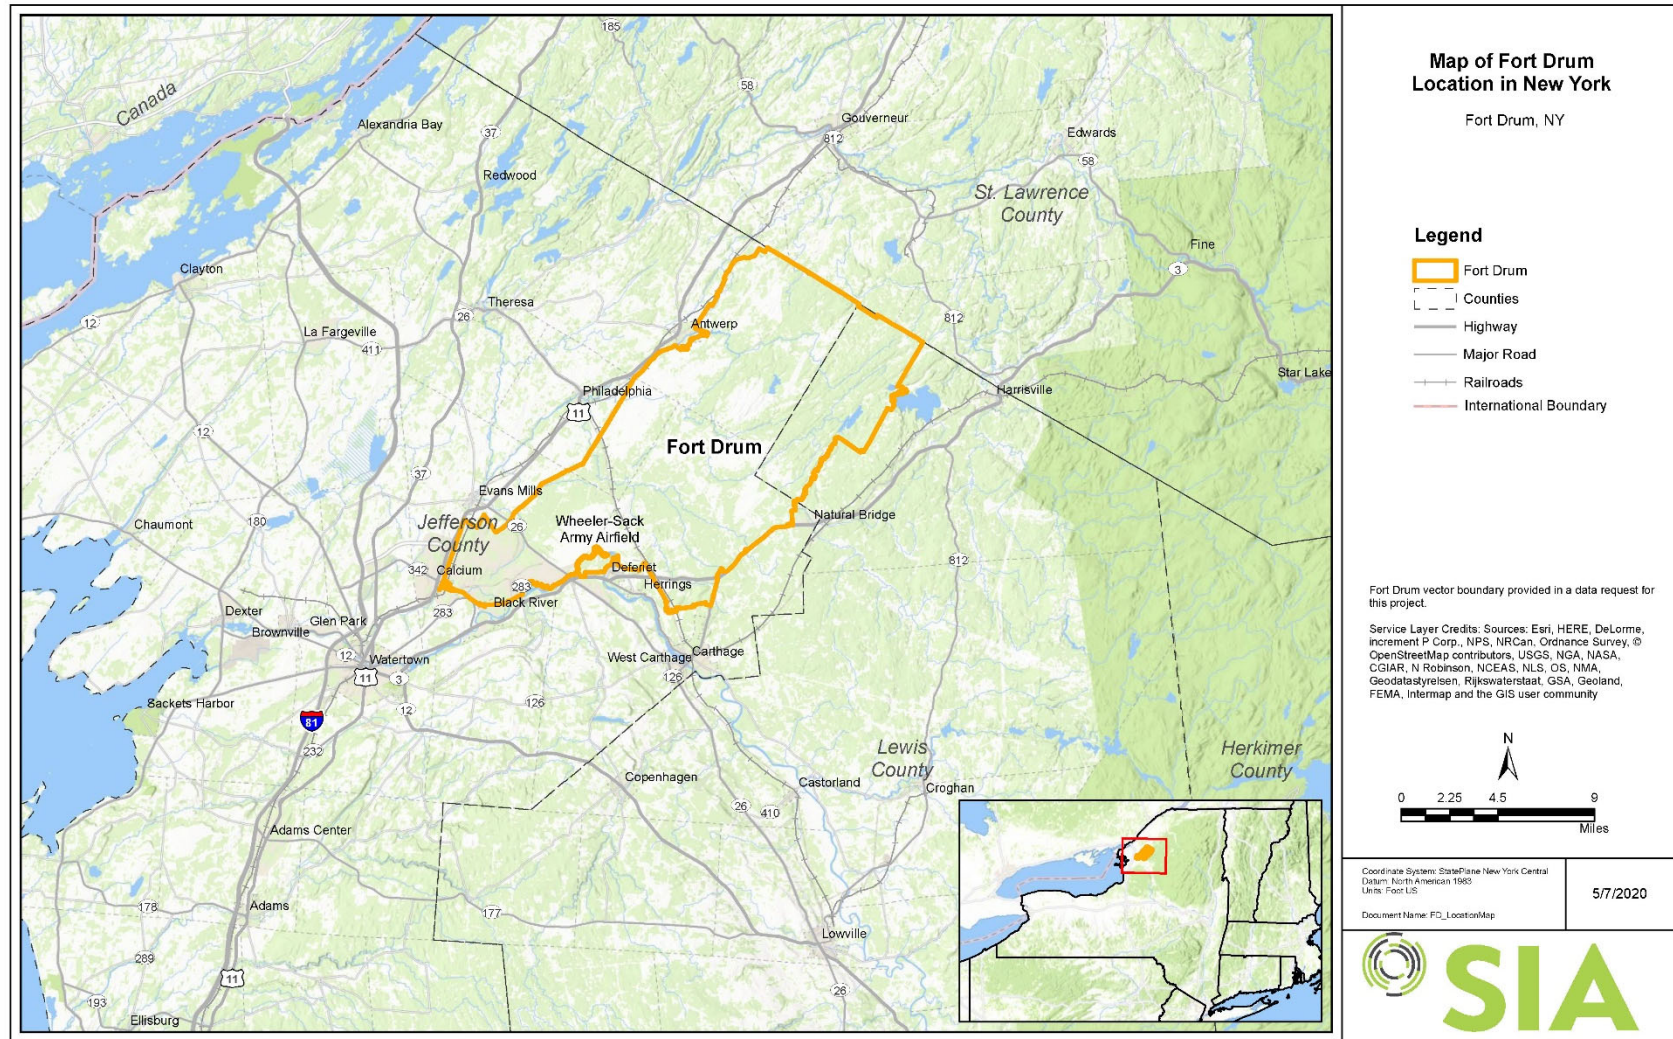 Map of Fort Drum
Location in New York
Fort Drum, NY
Legend
Fort Drum
Counties
Highway
Major Road
Railroads
International Boundary
Fort Drum vector boundary provided in a data request for
this project.
Service Layer Credits: Sources: Esri, HERE, DeLorme,
increment P Corp., NPS, NRCan, Ordnance Survey, ©
OpenStreetMap contributors, USGS, NGA, NASA,
CGIAR, N Robinson, NCEAS, NLS, OS, NMA,
Geodatastyrelsen, Rijkswaterstaat, GSA, Geoland,
FEMA, Intermap and the GIS user community
N
0 2.25 4.5 9
Miles
Coordinate System: StatePlane New York Central
Datum: North American 1983
Units: Foot US
Document Name: FD_LocationMap
5/7/2020
SIA
185
Canada
58
Alexandria Bay
37
Gouverneur
812
Edwards
58
Redwood
St. Lawrence
County
Fine
3
Clayton
Theresa
12
26
812
Antwerp
La Fargeville
411
Star Lake
Philadelphia
Harrisville
11
12
Fort Drum
37
Evans Mills
Chaumont
180
Jefferson
County
26
Wheeler-Sack
Army Airfield
Natural Bridge
812
342
Calcium
283
Deferiet
Herrings
283
Black River
Dexter
Glen Park
Brownville
12
Watertown
11
3
West Carthage
Carthage
126
Sackets Harbor
12
126
81
232
Lewis
County
Herkimer
County
Copenhagen
Castorland
Croghan
26
410
Adams Center
178
Adams
177
Lowville
289
11
26
193
Ellisburg